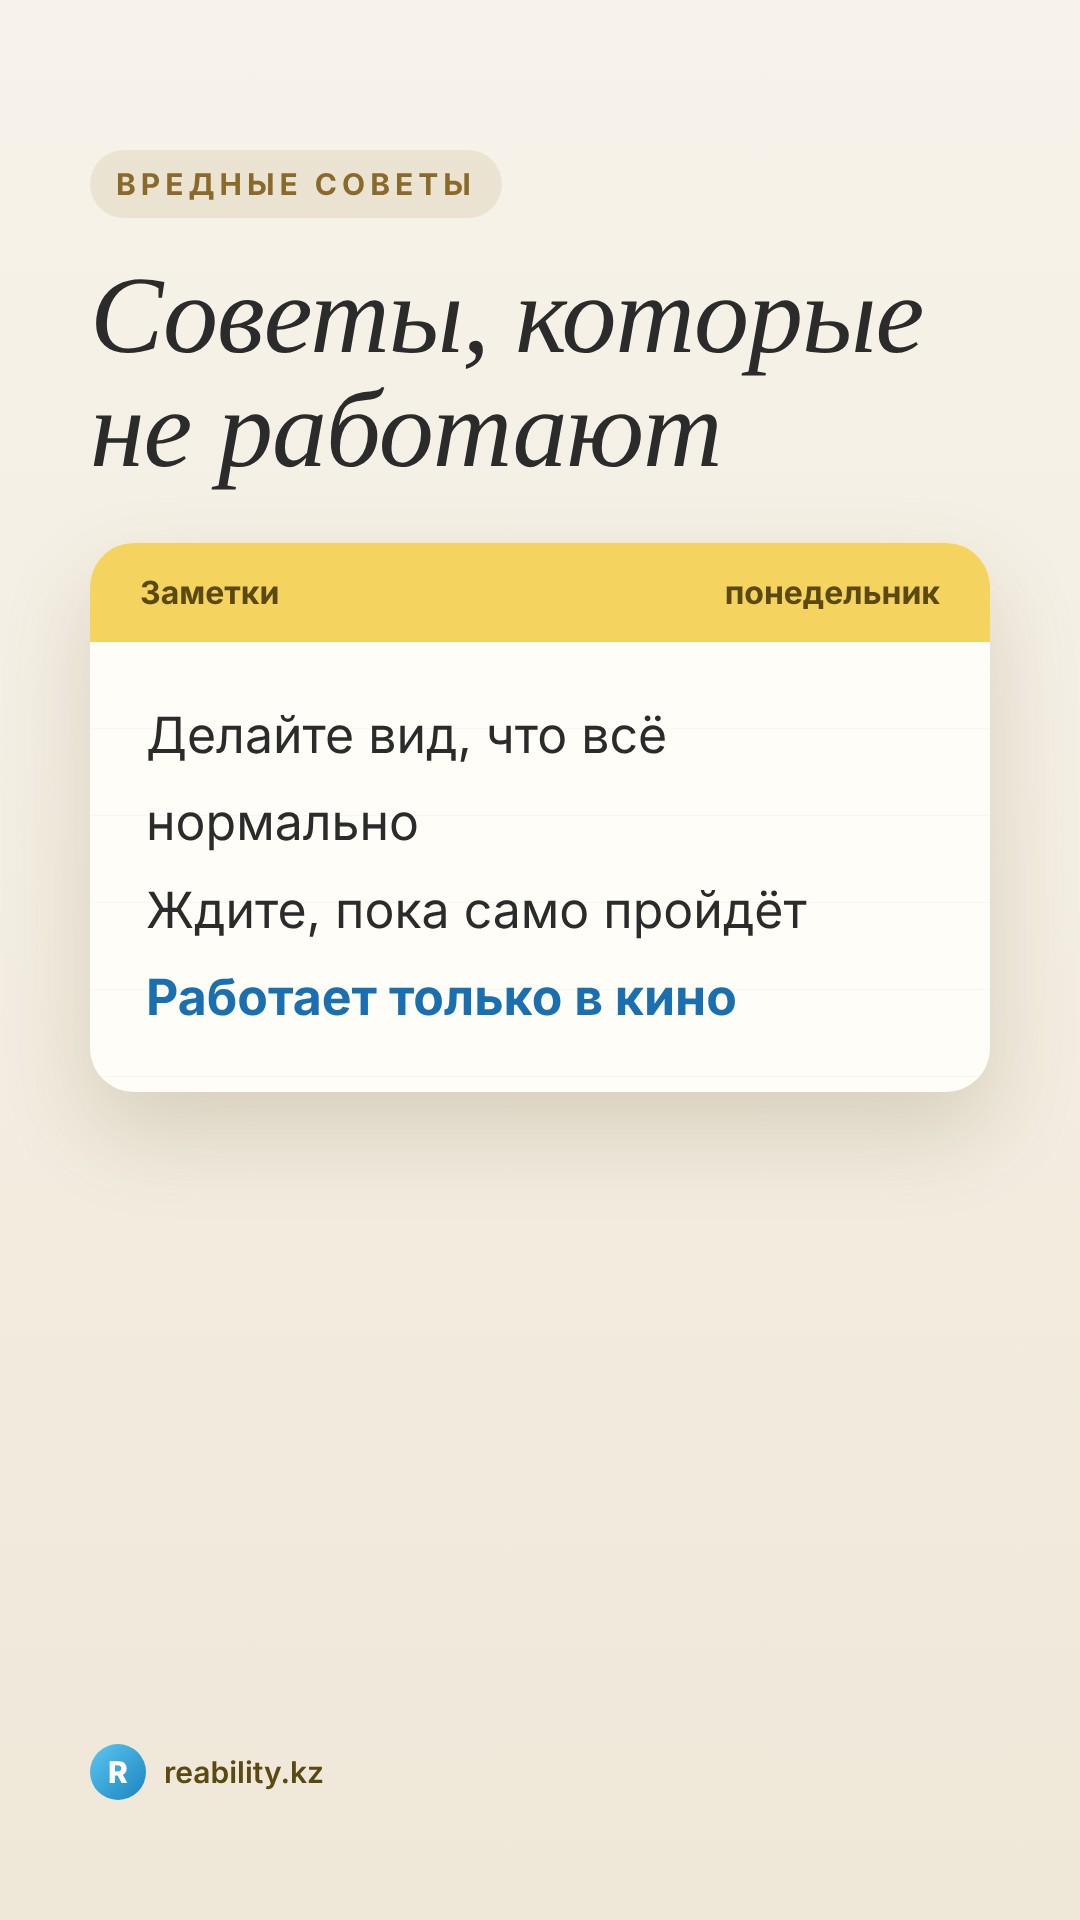 ВРЕДНЫЕ СОВЕТЫ
Советы, которые
не работают
Заметки понедельник
Делайте вид, что всё
нормально
Ждите, пока само пройдёт
Работает только в кино
R reability.kz